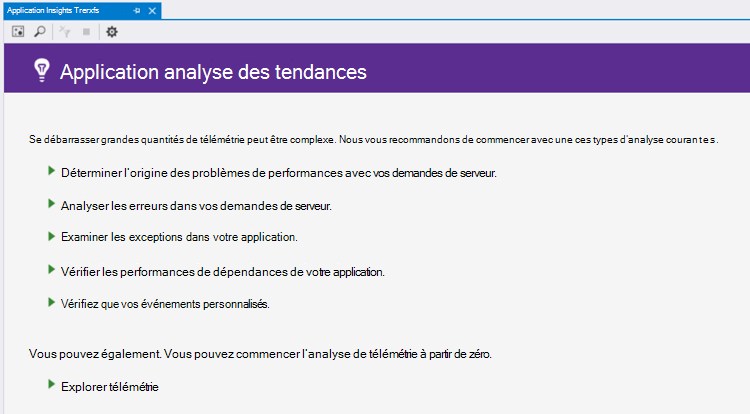 Application Insights Trerxfs
Application analyse des tendances
Se débarrasser grandes quantités de télémétrie peut être complexe. Nous vous recommandons de commencer avec une ces types d'analyse courantes.
Déterminer l'origine des problèmes de performances avec vos demandes de serveur.
Analyser les erreurs dans vos demandes de serveur.
Examiner les exceptions dans votre application.
Vérifier les performances de dépendances de votre application.
Vérifiez que vos événements personnalisés.
Vous pouvez également. Vous pouvez commencer l'analyse de télémétrie à partir de zéro.
Explorer télémétrie